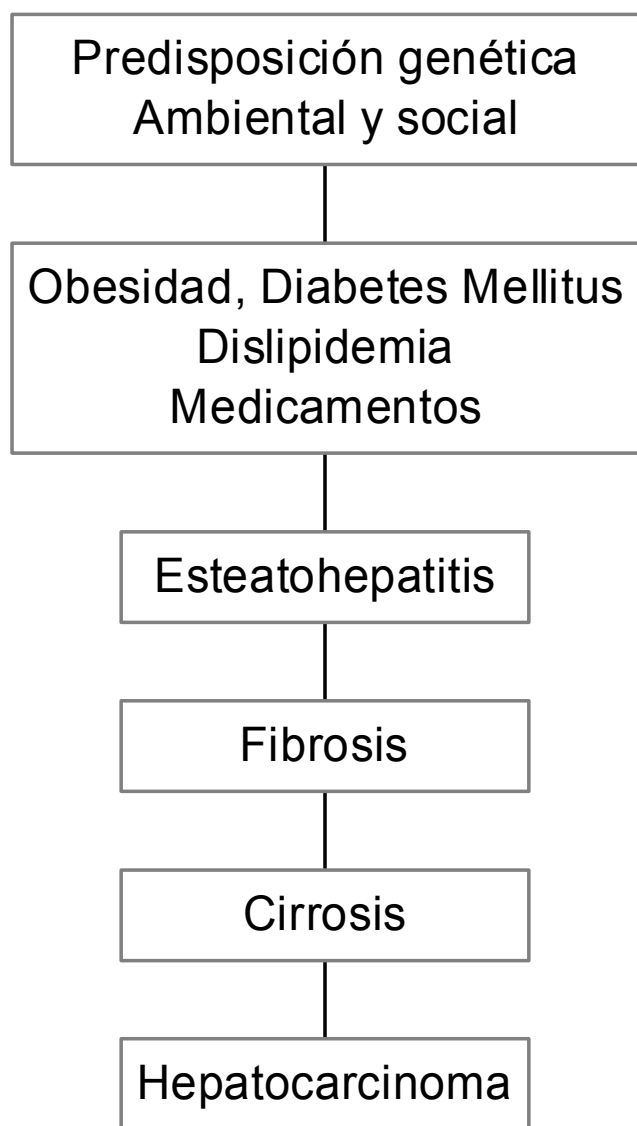 Predisposición genética
Ambiental y social
Obesidad, Diabetes Mellitus
Dislipidemia
Medicamentos
Esteatohepatitis
Fibrosis
Cirrosis
Hepatocarcinoma